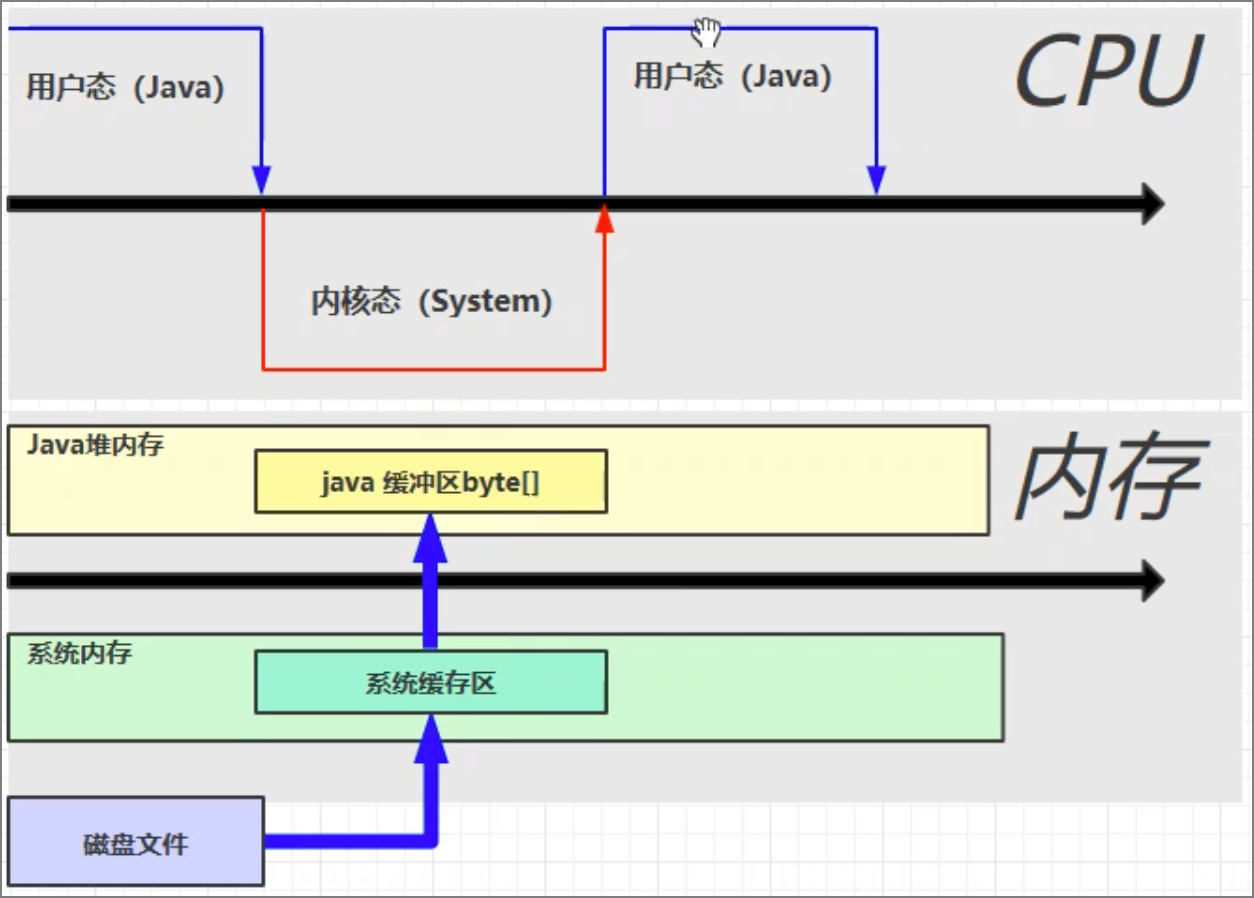 用户态（Java）
用户态（Java）
CPU
内核态（System）
Java堆内存
java 缓冲区byte[]
内存
系统内存
系统缓存区
磁盘文件